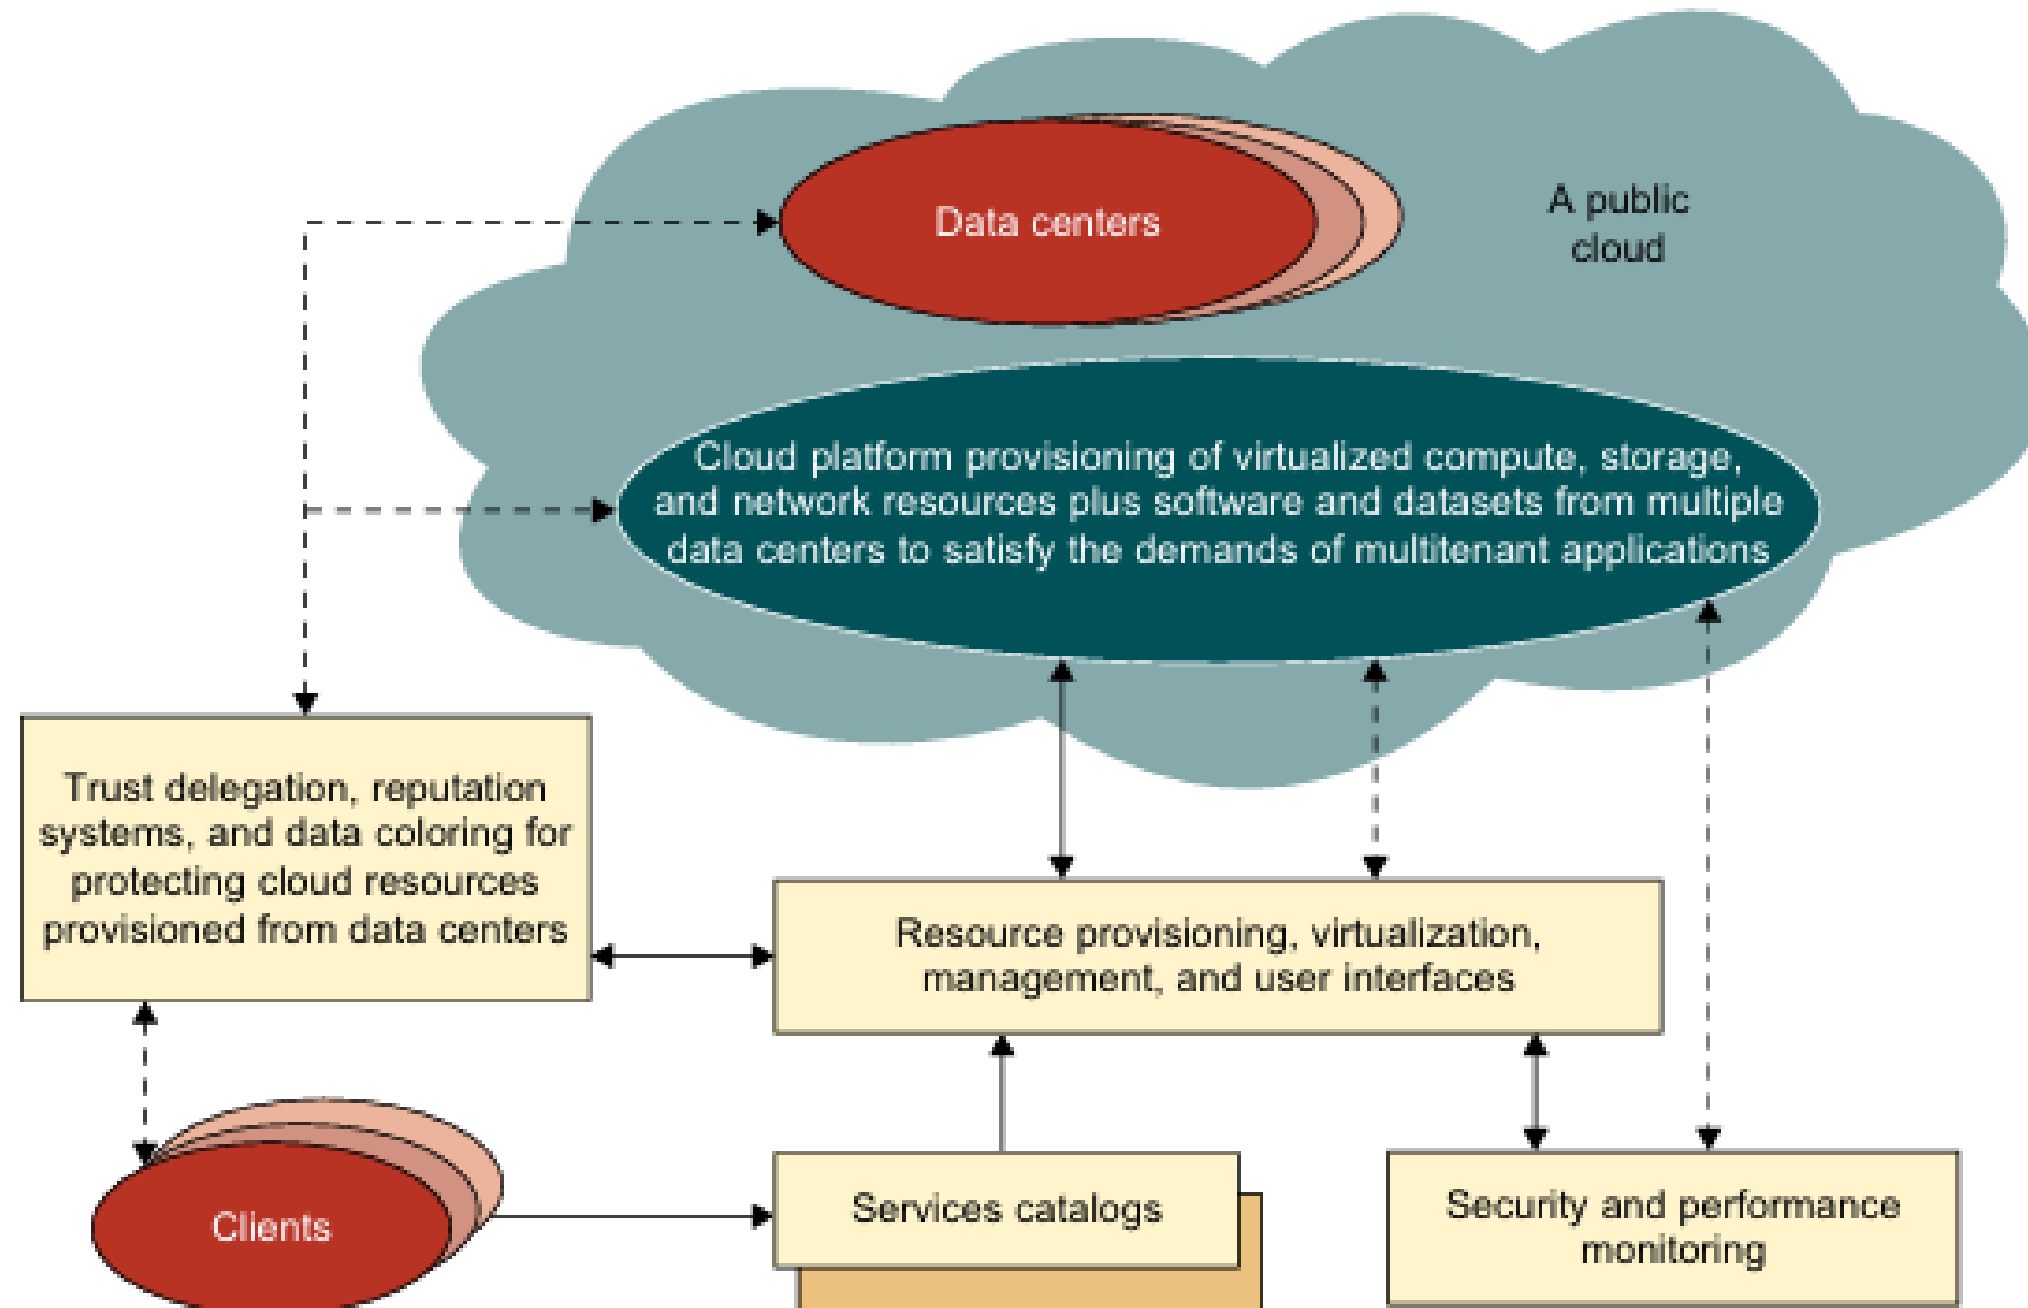 Data centers
A public
cloud
Cloud platform provisioning of virtualized compute, storage,
and network resources plus software and datasets from multiple
data centers to satisfy the demands of multitenant applications
Trust delegation, reputation
systems, and data coloring for
protecting cloud resources
provisioned from data centers
Resource provisioning, virtualization,
management, and user interfaces
Clients
Services catalogs
Security and performance
monitoring